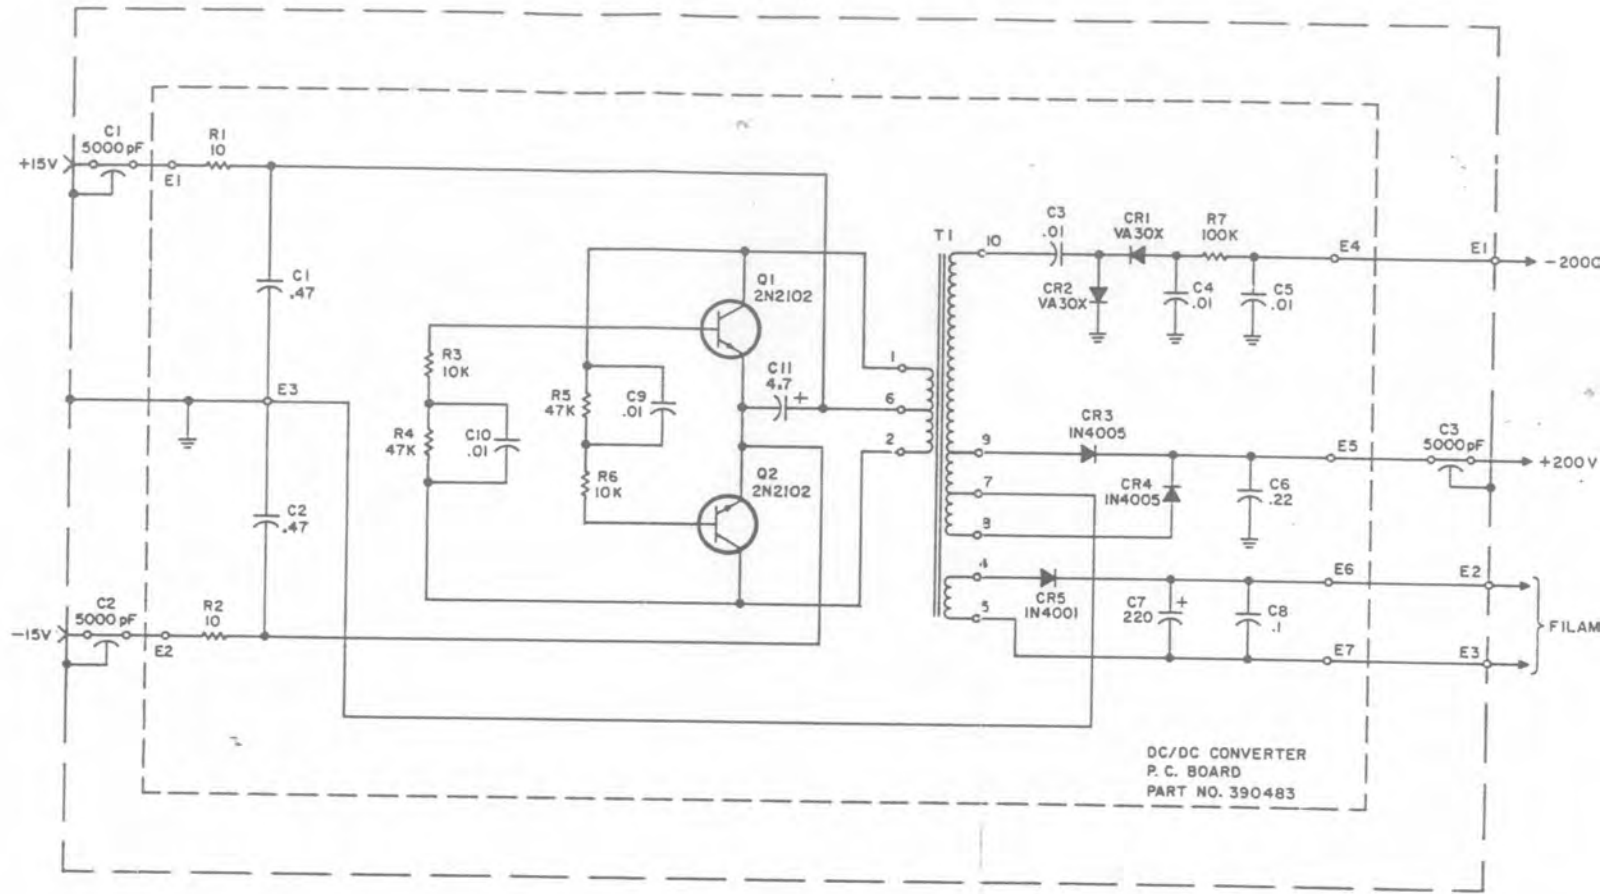 C1
5000pF
+15V
E1
R1
10
C1
.47
E3
C2
.47
C2
5000pF
-15V
E2
R2
10
R3
10K
R4
47K
C10
.01
R5
47K
C9
.01
R6
10K
Q1
2N2102
C11
4.7
+
Q2
2N2102
1
6
2
T1
10
9
7
8
4
5
C3
.01
CR1
VA30X
CR2
VA30X
R7
100K
C4
.01
C5
.01
E4
E1
-200
CR3
1N4005
CR4
1N4005
C6
.22
E5
C3
5000pF
+200V
CR5
1N4001
C7
220
+
C8
.1
E6
E2
E7
E3
FILAM
DC/DC CONVERTER
P. C. BOARD
PART NO. 390483